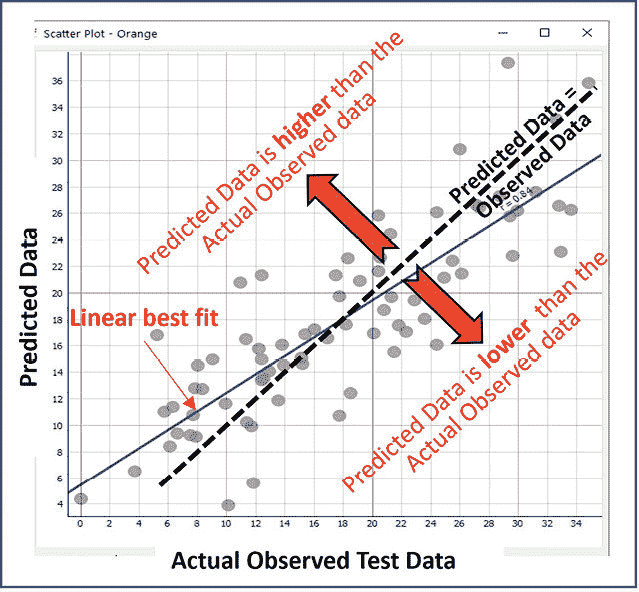 Scatter Plot - Orange
Predicted Data is higher than the
Actual Observed data
Predicted Data =
Observed Data
r = 0.84
Linear best fit
Predicted Data is lower than the
Actual Observed data
Predicted Data
36
34
32
30
28
26
24
22
20
18
16
14
12
10
8
6
4
0 2 4 6 8 10 12 14 16 18 20 22 24 26 28 30 32 34
Actual Observed Test Data